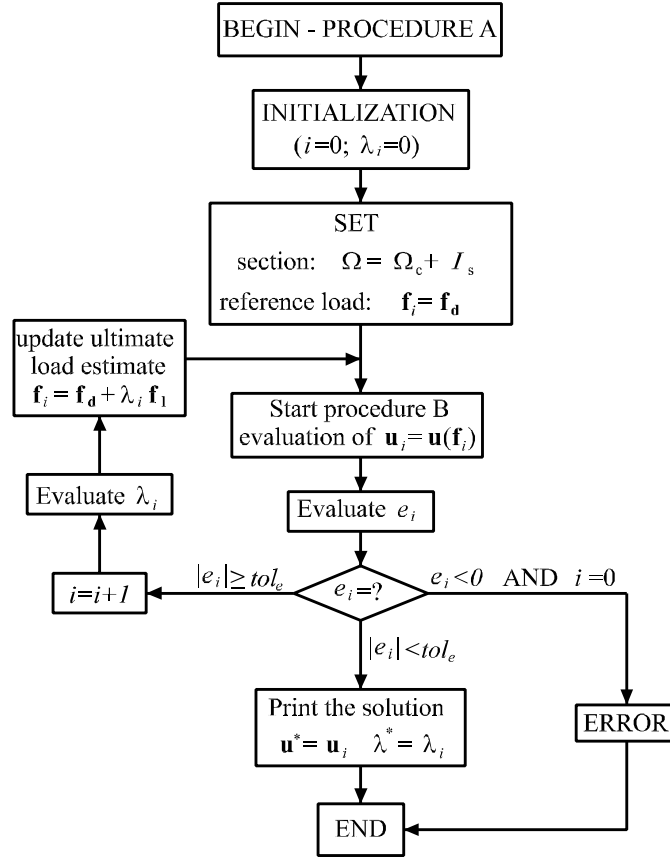 BEGIN - PROCEDURE A
INITIALIZATION
(i=0; λi=0)
SET
section: Ω = Ωc + Is
reference load: fi = fd
update ultimate
load estimate
fi = fd + λi f1
Start procedure B
evaluation of ui = u(fi)
Evaluate λi
Evaluate ei
i=i+1
|ei| ≥ tole
ei=?
ei<0 AND i=0
|ei|<tole
Print the solution
u*= ui λ*= λi
ERROR
END